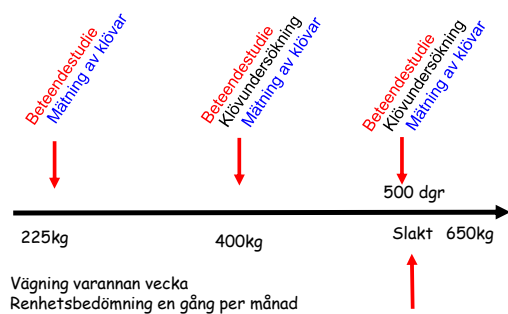 Beteendestudie
Mätning av klövar
Beteendestudie
Klövundersökning
Mätning av klövar
Beteendestudie
Klövundersökning
Mätning av klövar
500 dgr
225kg
400kg
Slakt 650kg
Vägning varannan vecka
Renhetsbedömning en gång per månad